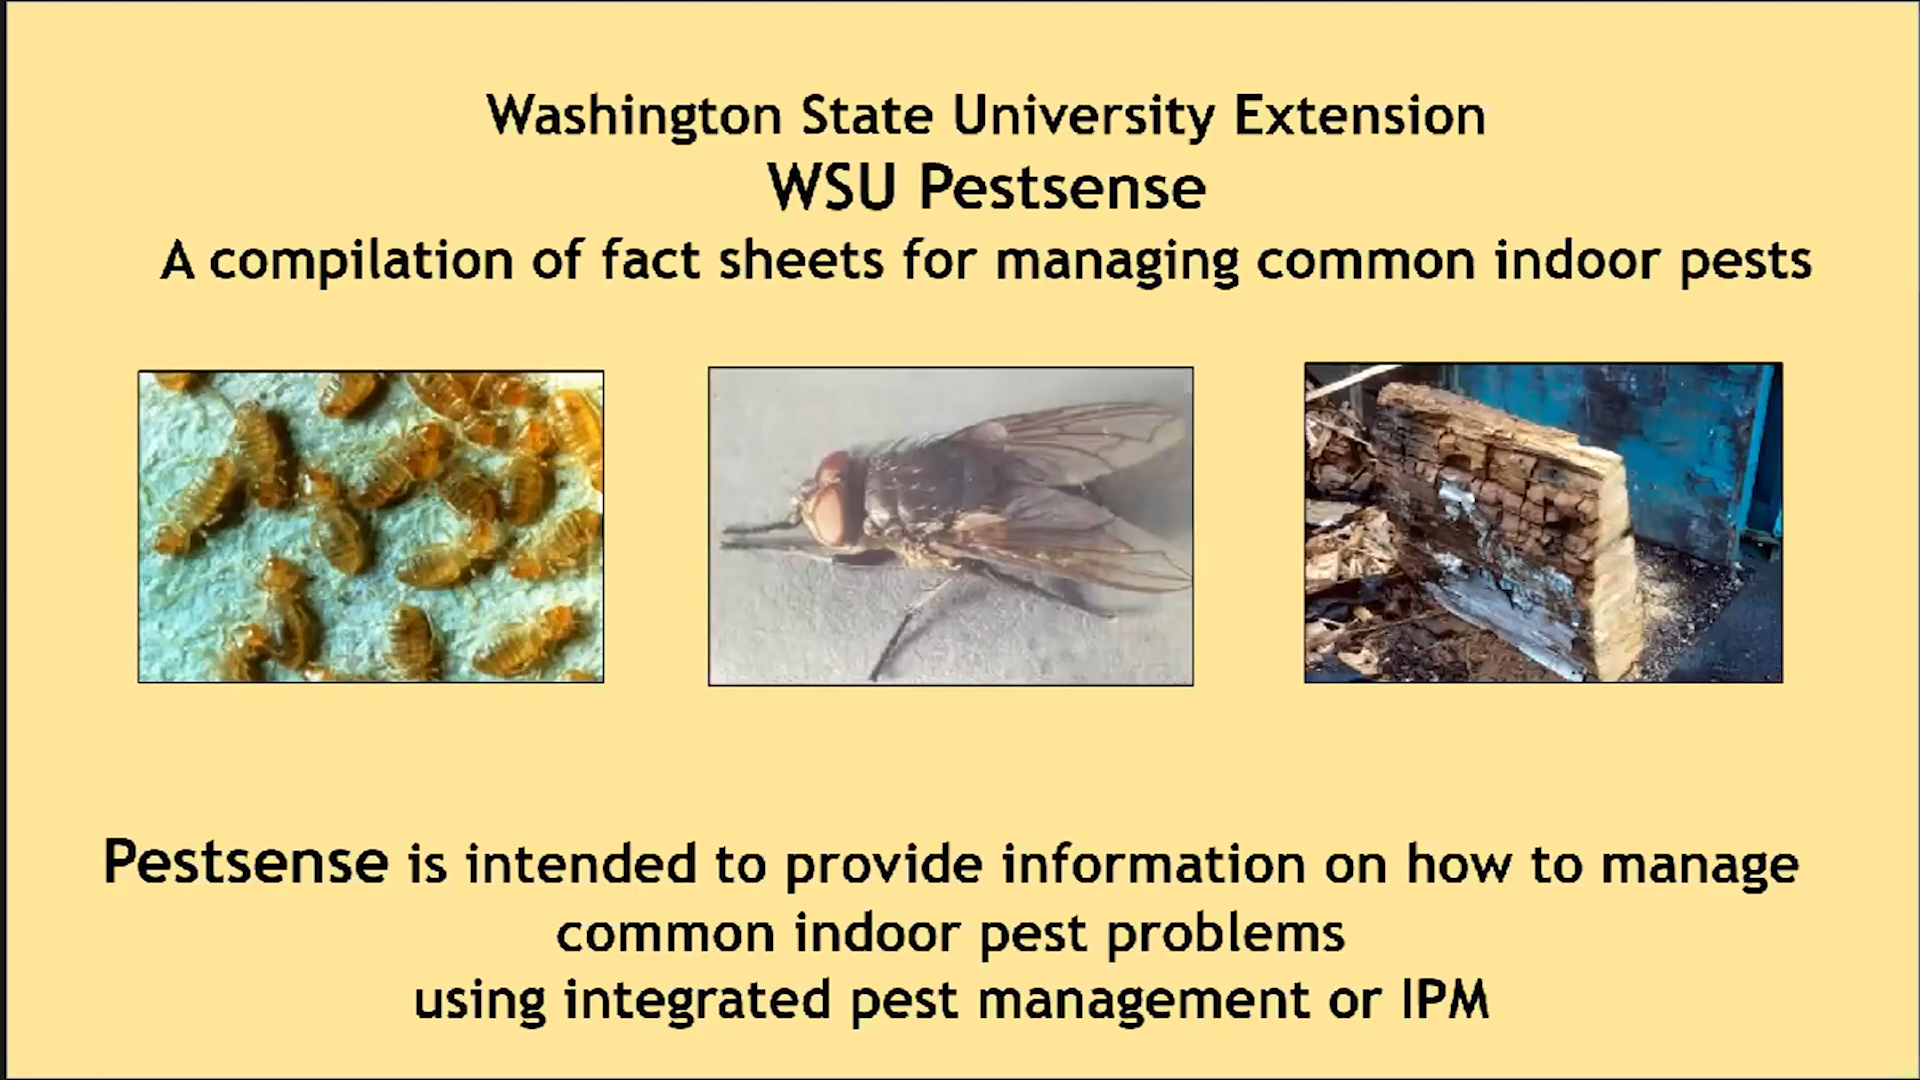 Washington State University Extension
WSU Pestsense
A compilation of fact sheets for managing common indoor pests
Pestsense is intended to provide information on how to manage
common indoor pest problems
using integrated pest management or IPM